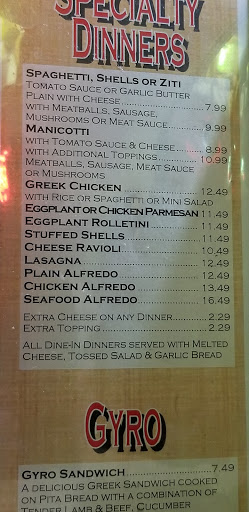 SPECIALTY
DINNERS
SPAGHETTI, SHELLS OR ZITI
TOMATO SAUCE OR GARLIC BUTTER
PLAIN WITH CHEESE 7.99
WITH MEATBALLS, SAUSAGE,
MUSHROOMS OR MEAT SAUCE 9.99
MANICOTTI
WITH TOMATO SAUCE & CHEESE 8.99
WITH ADDITIONAL TOPPINGS 10.99
MEATBALLS, SAUSAGE, MEAT SAUCE
OR MUSHROOMS
GREEK CHICKEN 12.49
WITH RICE OR SPAGHETTI OR MINI SALAD
EGGPLANT OR CHICKEN PARMESAN 11.49
EGGPLANT ROLLETINI 11.49
STUFFED SHELLS 11.49
CHEESE RAVIOLI 10.49
LASAGNA 12.49
PLAIN ALFREDO 12.49
CHICKEN ALFREDO 13.49
SEAFOOD ALFREDO 16.49
EXTRA CHEESE ON ANY DINNER 2.29
EXTRA TOPPING 2.29
ALL DINE-IN DINNERS SERVED WITH MELTED
CHEESE, TOSSED SALAD & GARLIC BREAD
GYRO
GYRO SANDWICH 7.49
A DELICIOUS GREEK SANDWICH COOKED
ON PITA BREAD WITH A COMBINATION OF
TENDER LAMB & BEEF, CUCUMBER